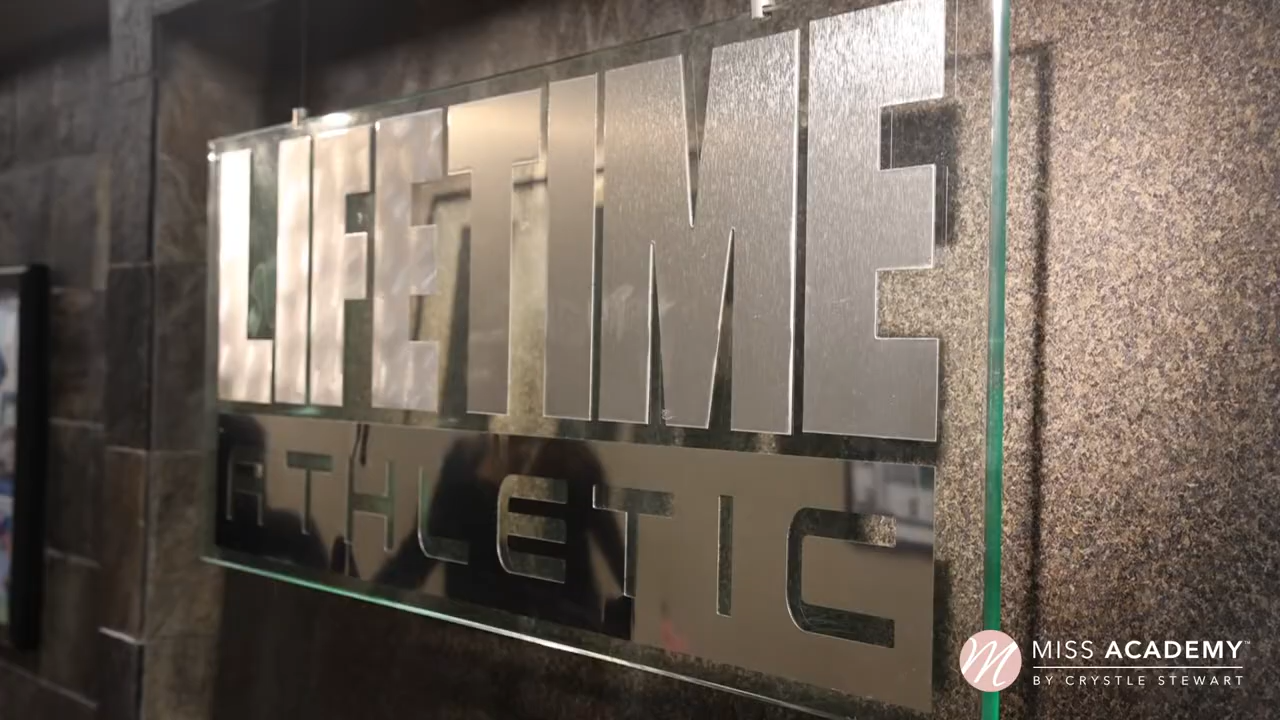 LIFETIME
ATHLETIC
M
MISS ACADEMY™
BY CRYSTLE STEWART